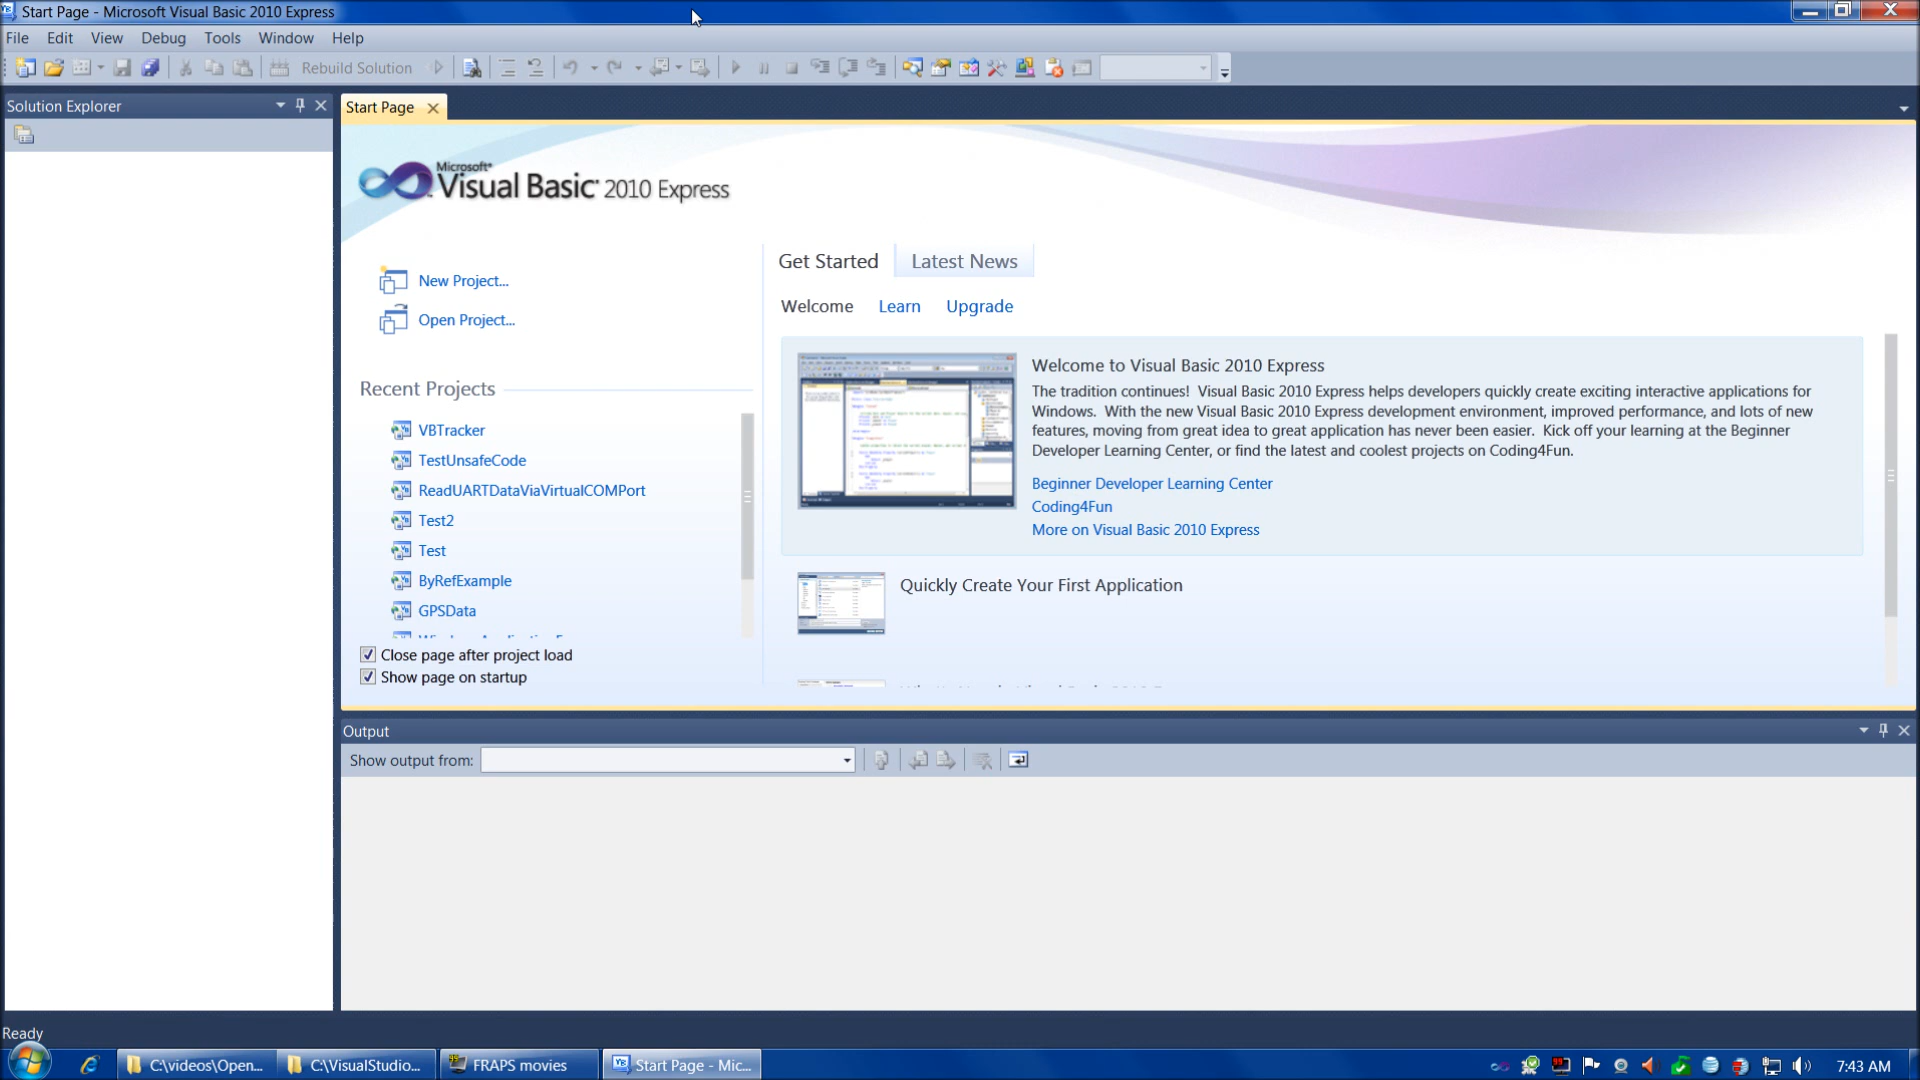 Start Page - Microsoft Visual Basic 2010 Express
File Edit View Debug Tools Window Help
Rebuild Solution
Solution Explorer
Start Page
Microsoft®
Visual Basic® 2010 Express
New Project...
Open Project...
Recent Projects
VBTracker
TestUnsafeCode
ReadUARTDataViaVirtualCOMPort
Test2
Test
ByRefExample
GPSData
Close page after project load
Show page on startup
Get Started Latest News
Welcome Learn Upgrade
Welcome to Visual Basic 2010 Express
The tradition continues! Visual Basic 2010 Express helps developers quickly create exciting interactive applications for
Windows. With the new Visual Basic 2010 Express development environment, improved performance, and lots of new
features, moving from great idea to great application has never been easier. Kick off your learning at the Beginner
Developer Learning Center, or find the latest and coolest projects on Coding4Fun.
Beginner Developer Learning Center
Coding4Fun
More on Visual Basic 2010 Express
Quickly Create Your First Application
Output
Show output from:
Ready
C:\videos\Open... C:\VisualStudio... FRAPS movies Start Page - Mic... 7:43 AM